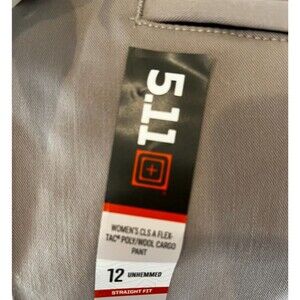 5.11
WOMEN'S CLS A FLEX-
TAC® POLY/WOOL CARGO
PANT
12 UNHEMMED
STRAIGHT FIT